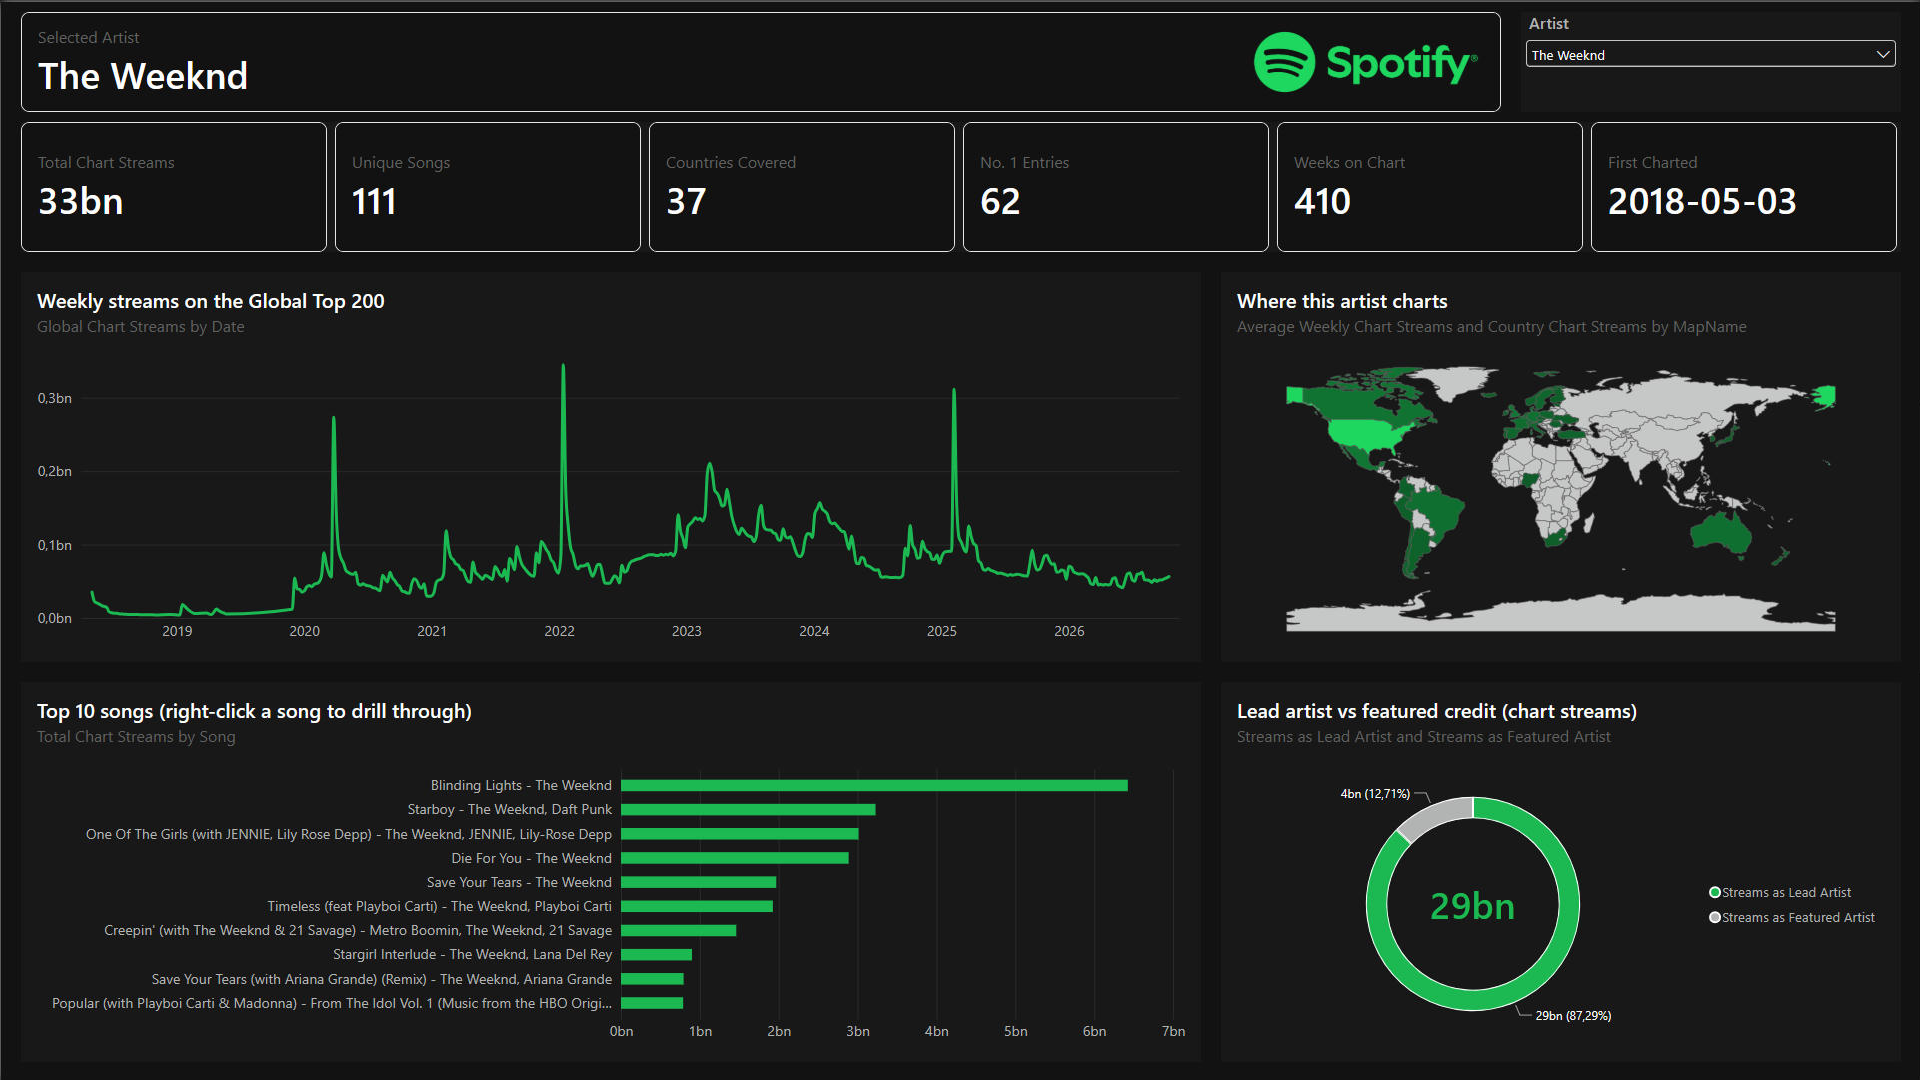 Selected Artist
The Weeknd
Spotify®
Artist
The Weeknd
Total Chart Streams
33bn
Unique Songs
111
Countries Covered
37
No. 1 Entries
62
Weeks on Chart
410
First Charted
2018-05-03
Weekly streams on the Global Top 200
Global Chart Streams by Date
0,3bn
0,2bn
0,1bn
0,0bn
2019 2020 2021 2022 2023 2024 2025 2026
Where this artist charts
Average Weekly Chart Streams and Country Chart Streams by MapName
Top 10 songs (right-click a song to drill through)
Total Chart Streams by Song
Blinding Lights - The Weeknd
Starboy - The Weeknd, Daft Punk
One Of The Girls (with JENNIE, Lily Rose Depp) - The Weeknd, JENNIE, Lily-Rose Depp
Die For You - The Weeknd
Save Your Tears - The Weeknd
Timeless (feat Playboi Carti) - The Weeknd, Playboi Carti
Creepin' (with The Weeknd & 21 Savage) - Metro Boomin, The Weeknd, 21 Savage
Stargirl Interlude - The Weeknd, Lana Del Rey
Save Your Tears (with Ariana Grande) (Remix) - The Weeknd, Ariana Grande
Popular (with Playboi Carti & Madonna) - From The Idol Vol. 1 (Music from the HBO Origi...
0bn 1bn 2bn 3bn 4bn 5bn 6bn 7bn
Lead artist vs featured credit (chart streams)
Streams as Lead Artist and Streams as Featured Artist
4bn (12,71%)
29bn
29bn (87,29%)
Streams as Lead Artist
Streams as Featured Artist